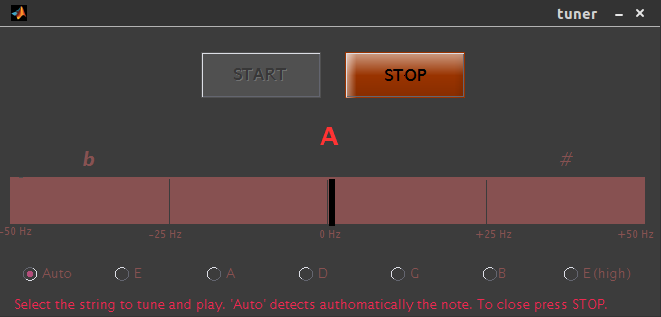 tuner
START STOP
A
b #
-50 Hz -25 Hz 0 Hz +25 Hz +50 Hz
Auto E A D G B E (high)
Select the string to tune and play. 'Auto' detects authomatically the note. To close press STOP.